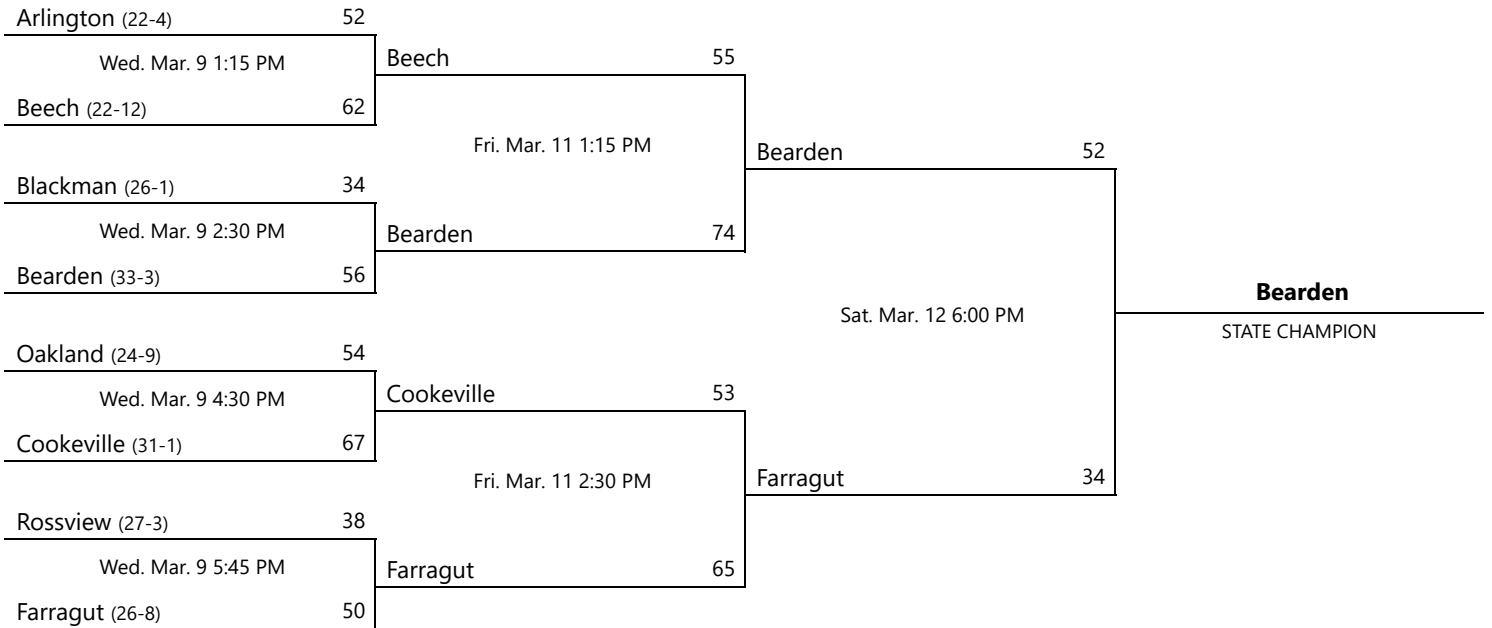 Arlington (22-4) 52
Wed. Mar. 9 1:15 PM
Beech (22-12) 62
Blackman (26-1) 34
Wed. Mar. 9 2:30 PM
Bearden (33-3) 56
Oakland (24-9) 54
Wed. Mar. 9 4:30 PM
Cookeville (31-1) 67
Rossview (27-3) 38
Wed. Mar. 9 5:45 PM
Farragut (26-8) 50
Beech 55
Fri. Mar. 11 1:15 PM
Bearden 74
Cookeville 53
Fri. Mar. 11 2:30 PM
Farragut 65
Bearden 52
Sat. Mar. 12 6:00 PM
Farragut 34
Bearden
STATE CHAMPION